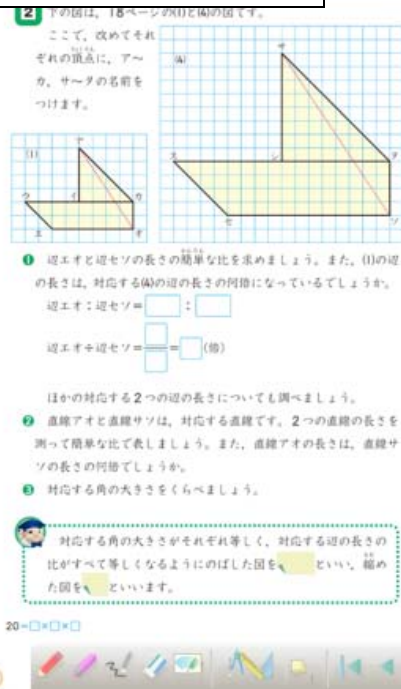 2 下の図は、18ページの(1)と(4)の図です。
ここで、改めてそれ
ぞれの頂点に、ア〜
カ、サ〜タの名前を
つけます。
(4)
サ
ス
シ
タ
セ
ソ
(1)
ア
ウ
イ
カ
エ
オ
❶ 辺エオと辺セソの長さの簡単な比を求めましょう。また、(1)の辺
の長さは、対応する(4)の辺の長さの何倍になっているでしょうか。
辺エオ：辺セソ＝□：□
辺エオ÷辺セソ＝□/□＝□(倍)
ほかの対応する2つの辺の長さについても調べましょう。
❷ 直線アオと直線サソは、対応する直線です。2つの直線の長さを
測って簡単な比で表しましょう。また、直線アオの長さは、直線サ
ソの長さの何倍でしょうか。
❸ 対応する角の大きさをくらべましょう。
対応する角の大きさがそれぞれ等しく、対応する辺の長さの
比がすべて等しくなるようにのばした図を といい、縮め
た図を といいます。
20＝□×□×□